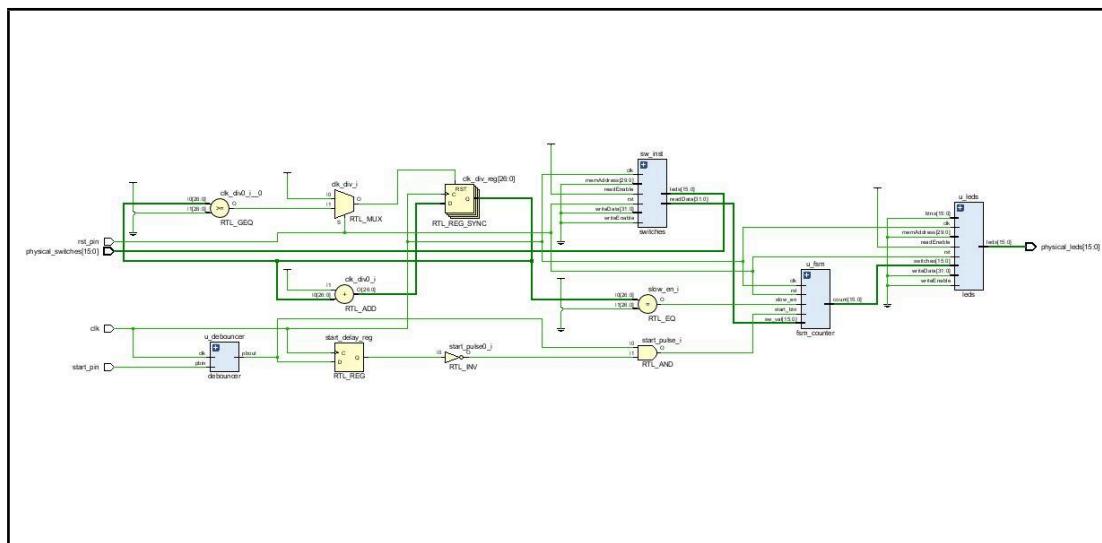 clk_div0_i__0
I0[26:0]
I1[26:0]
O
>=
RTL_GEQ
clk_div_i
I0
I1
O
S
RTL_MUX
clk_div_reg[26:0]
RST
C
D
Q
RTL_REG_SYNC
sw_inst
clk
memAddress[29:0]
readEnable
rst
writeData[31:0]
writeEnable
leds[15:0]
readData[31:0]
switches
u_leds
btns[15:0]
clk
memAddress[29:0]
readEnable
rst
switches[15:0]
writeData[31:0]
writeEnable
leds[15:0]
leds
physical_leds[15:0]
rst_pin
physical_switches[15:0]
clk_div0_i
I1
I0[26:0]
+
O[26:0]
RTL_ADD
slow_en_i
I0[26:0]
I1[26:0]
=
O
RTL_EQ
u_fsm
clk
rst
slow_en
start_btn
sw_val[15:0]
count[15:0]
fsm_counter
clk
start_pin
u_debouncer
clk
pbin
pbout
debouncer
start_delay_reg
C
D
Q
RTL_REG
start_pulse0_i
I0
O
RTL_INV
start_pulse_i
I0
I1
O
RTL_AND